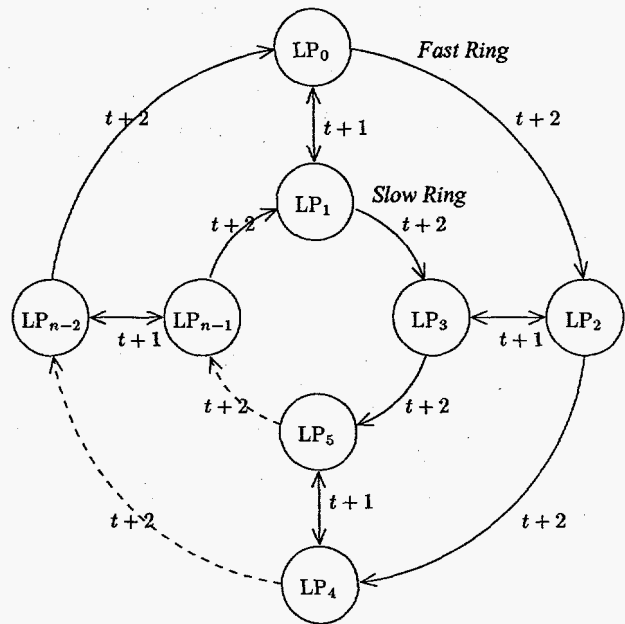 LP₀
Fast Ring
t + 2
t + 2
t + 1
LP₁
Slow Ring
t + 2
t + 2
LPₙ₋₂
LPₙ₋₁
LP₃
LP₂
t + 1
t + 1
t + 2
t + 2
LP₅
t + 1
t + 2
t + 2
LP₄